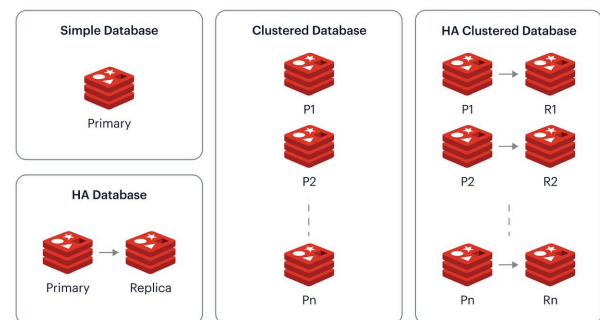 Simple Database
Primary
HA Database
Primary Replica
Clustered Database
P1
P2
Pn
HA Clustered Database
P1 R1
P2 R2
Pn Rn